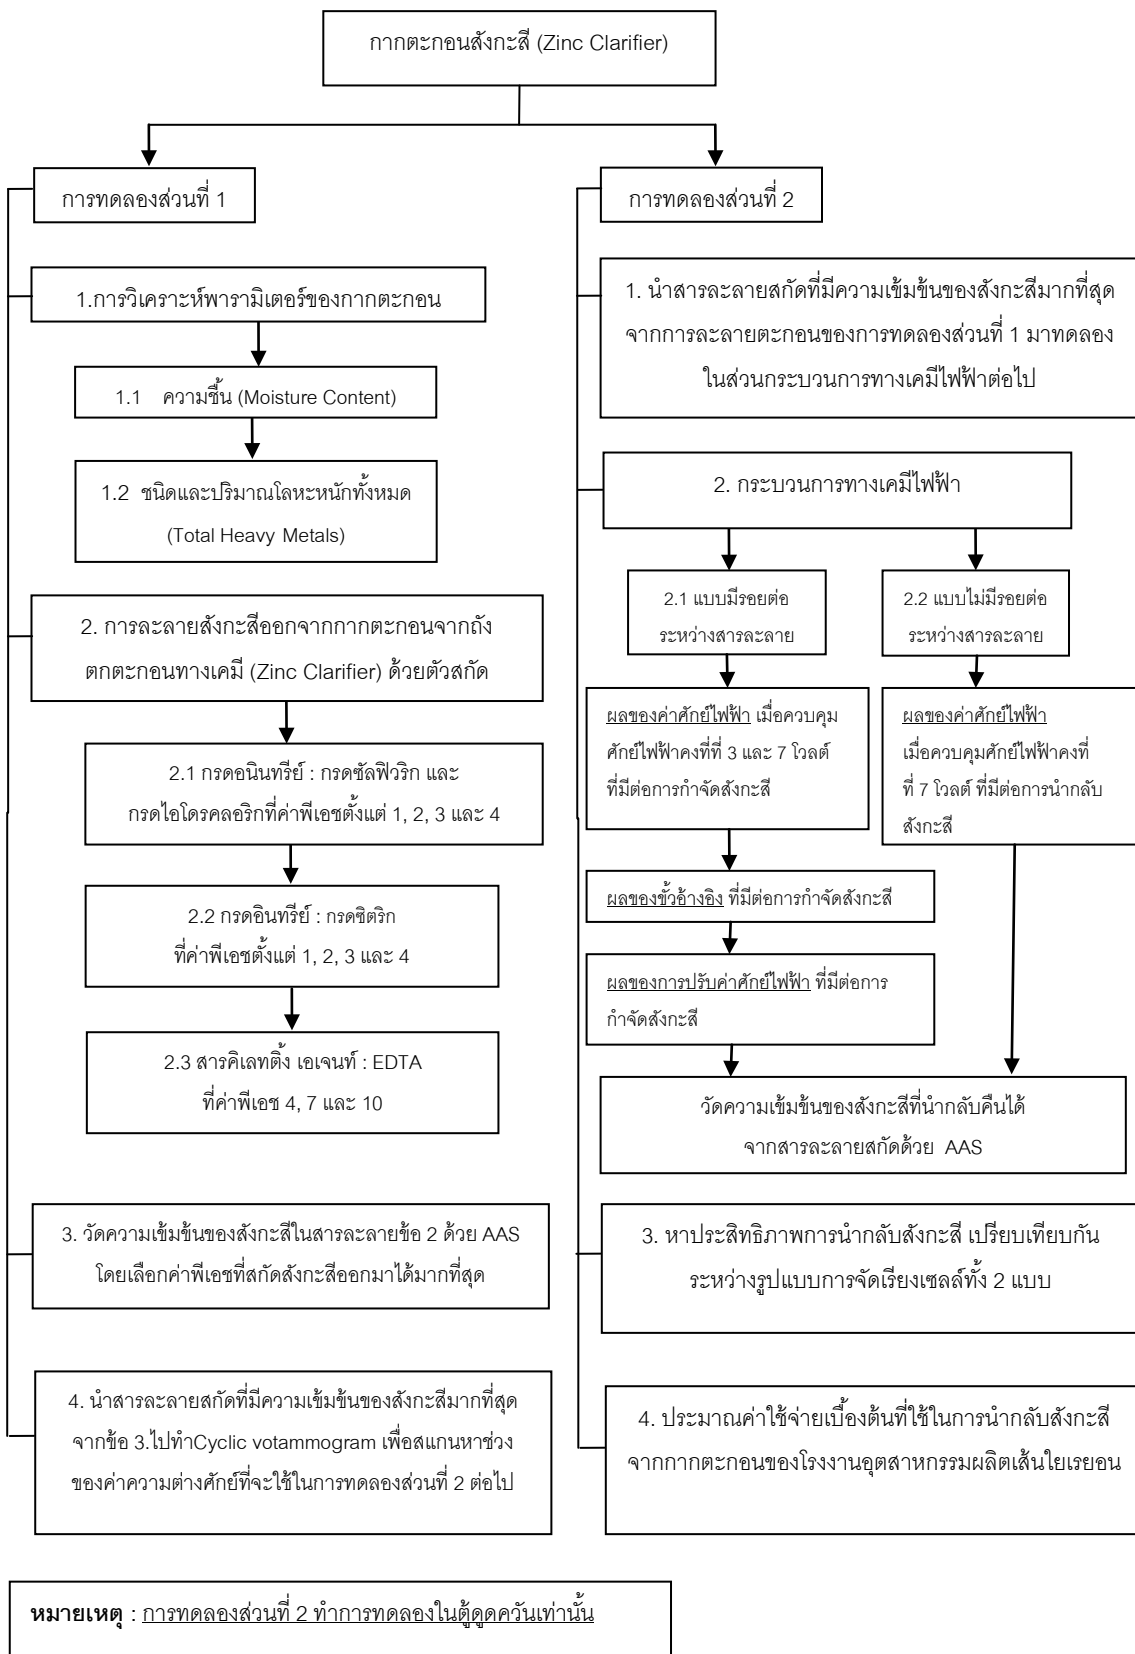 กากตะกอนสังกะสี (Zinc Clarifier)
การทดลองส่วนที่ 1
1.การวิเคราะห์พารามิเตอร์ของกากตะกอน
1.1 ความชื้น (Moisture Content)
1.2 ชนิดและปริมาณโลหะหนักทั้งหมด
(Total Heavy Metals)
2. การละลายสังกะสีออกจากกากตะกอนจากถัง
ตกตะกอนทางเคมี (Zinc Clarifier) ด้วยตัวสกัด
2.1 กรดอนินทรีย์ : กรดซัลฟิวริก และ
กรดไฮโดรคลอริกที่ค่าพีเอชตั้งแต่ 1, 2, 3 และ 4
2.2 กรดอินทรีย์ : กรดซิตริก
ที่ค่าพีเอชตั้งแต่ 1, 2, 3 และ 4
2.3 สารคีเลทติ้ง เอเจนท์ : EDTA
ที่ค่าพีเอช 4, 7 และ 10
3. วัดความเข้มข้นของสังกะสีในสารละลายข้อ 2 ด้วย AAS
โดยเลือกค่าพีเอชที่สกัดสังกะสีออกมาได้มากที่สุด
4. นำสารละลายสกัดที่มีความเข้มข้นของสังกะสีมากที่สุด
จากข้อ 3.ไปทำCyclic votammogram เพื่อสแกนหาช่วง
ของค่าความต่างศักย์ที่จะใช้ในการทดลองส่วนที่ 2 ต่อไป
การทดลองส่วนที่ 2
1. นำสารละลายสกัดที่มีความเข้มข้นของสังกะสีมากที่สุด
จากการละลายตะกอนของการทดลองส่วนที่ 1 มาทดลอง
ในส่วนกระบวนการทางเคมีไฟฟ้าต่อไป
2. กระบวนการทางเคมีไฟฟ้า
2.1 แบบมีรอยต่อ
ระหว่างสารละลาย
ผลของค่าศักย์ไฟฟ้า เมื่อควบคุม
ศักย์ไฟฟ้าคงที่ที่ 3 และ 7 โวลต์
ที่มีต่อการกำจัดสังกะสี
ผลของขั้วอ้างอิง ที่มีต่อการกำจัดสังกะสี
ผลของการปรับค่าศักย์ไฟฟ้า ที่มีต่อการ
กำจัดสังกะสี
2.2 แบบไม่มีรอยต่อ
ระหว่างสารละลาย
ผลของค่าศักย์ไฟฟ้า
เมื่อควบคุมศักย์ไฟฟ้าคงที่
ที่ 7 โวลต์ ที่มีต่อการนำกลับ
สังกะสี
วัดความเข้มข้นของสังกะสีที่นำกลับคืนได้
จากสารละลายสกัดด้วย AAS
3. หาประสิทธิภาพการนำกลับสังกะสี เปรียบเทียบกัน
ระหว่างรูปแบบการจัดเรียงเซลล์ทั้ง 2 แบบ
4. ประมาณค่าใช้จ่ายเบื้องต้นที่ใช้ในการนำกลับสังกะสี
จากกากตะกอนของโรงงานอุตสาหกรรมผลิตเส้นใยเรยอน
หมายเหตุ : การทดลองส่วนที่ 2 ทำการทดลองในตู้ดูดควันเท่านั้น